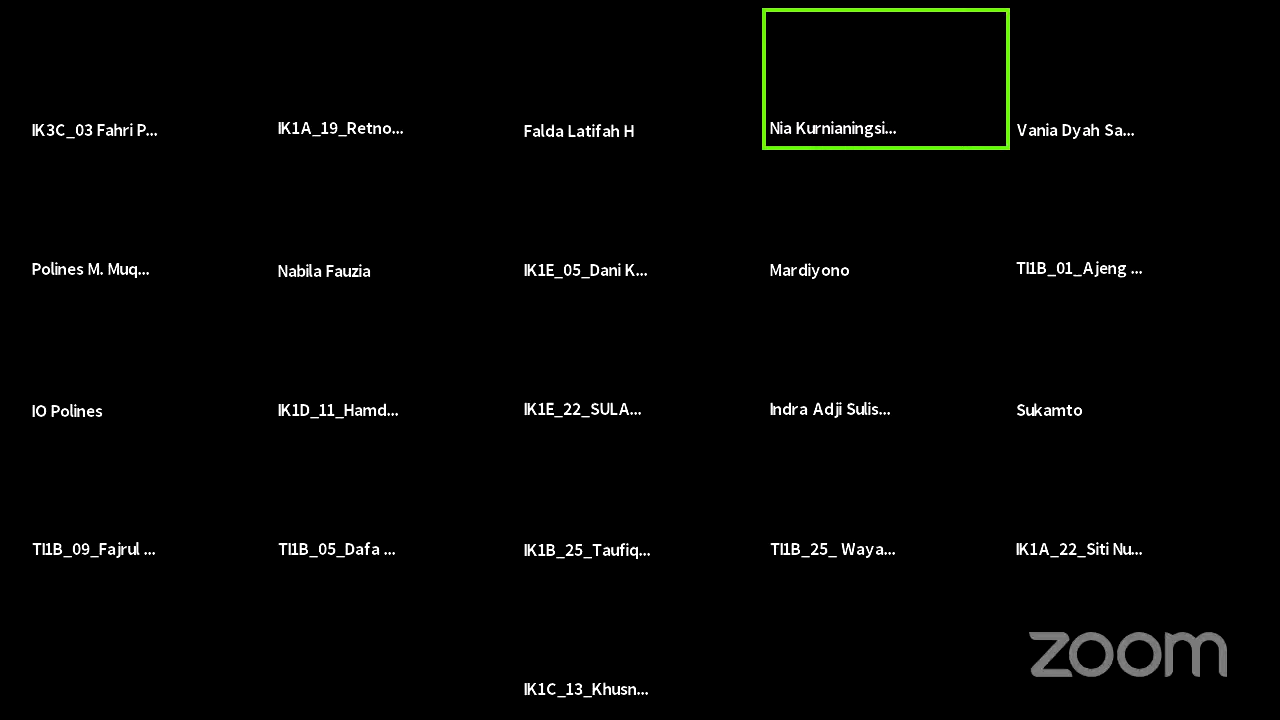 IK3C_03 Fahri P...
IK1A_19_Retno...
Falda Latifah H
Nia Kurnianingsi...
Vania Dyah Sa...
Polines M. Muq...
Nabila Fauzia
IK1E_05_Dani K...
Mardiyono
TI1B_01_Ajeng ...
IO Polines
IK1D_11_Hamd...
IK1E_22_SULA...
Indra Adji Sulis...
Sukamto
TI1B_09_Fajrul ...
TI1B_05_Dafa ...
IK1B_25_Taufiq...
TI1B_25_ Waya...
IK1A_22_Siti Nu...
IK1C_13_Khusn...
zoom